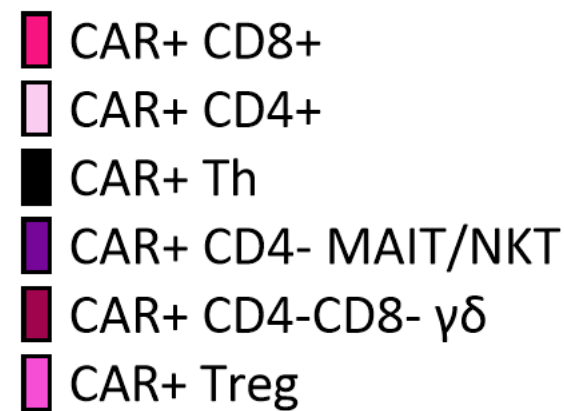 CAR+ CD8+
CAR+ CD4+
CAR+ Th
CAR+ CD4- MAIT/NKT
CAR+ CD4-CD8- γδ
CAR+ Treg